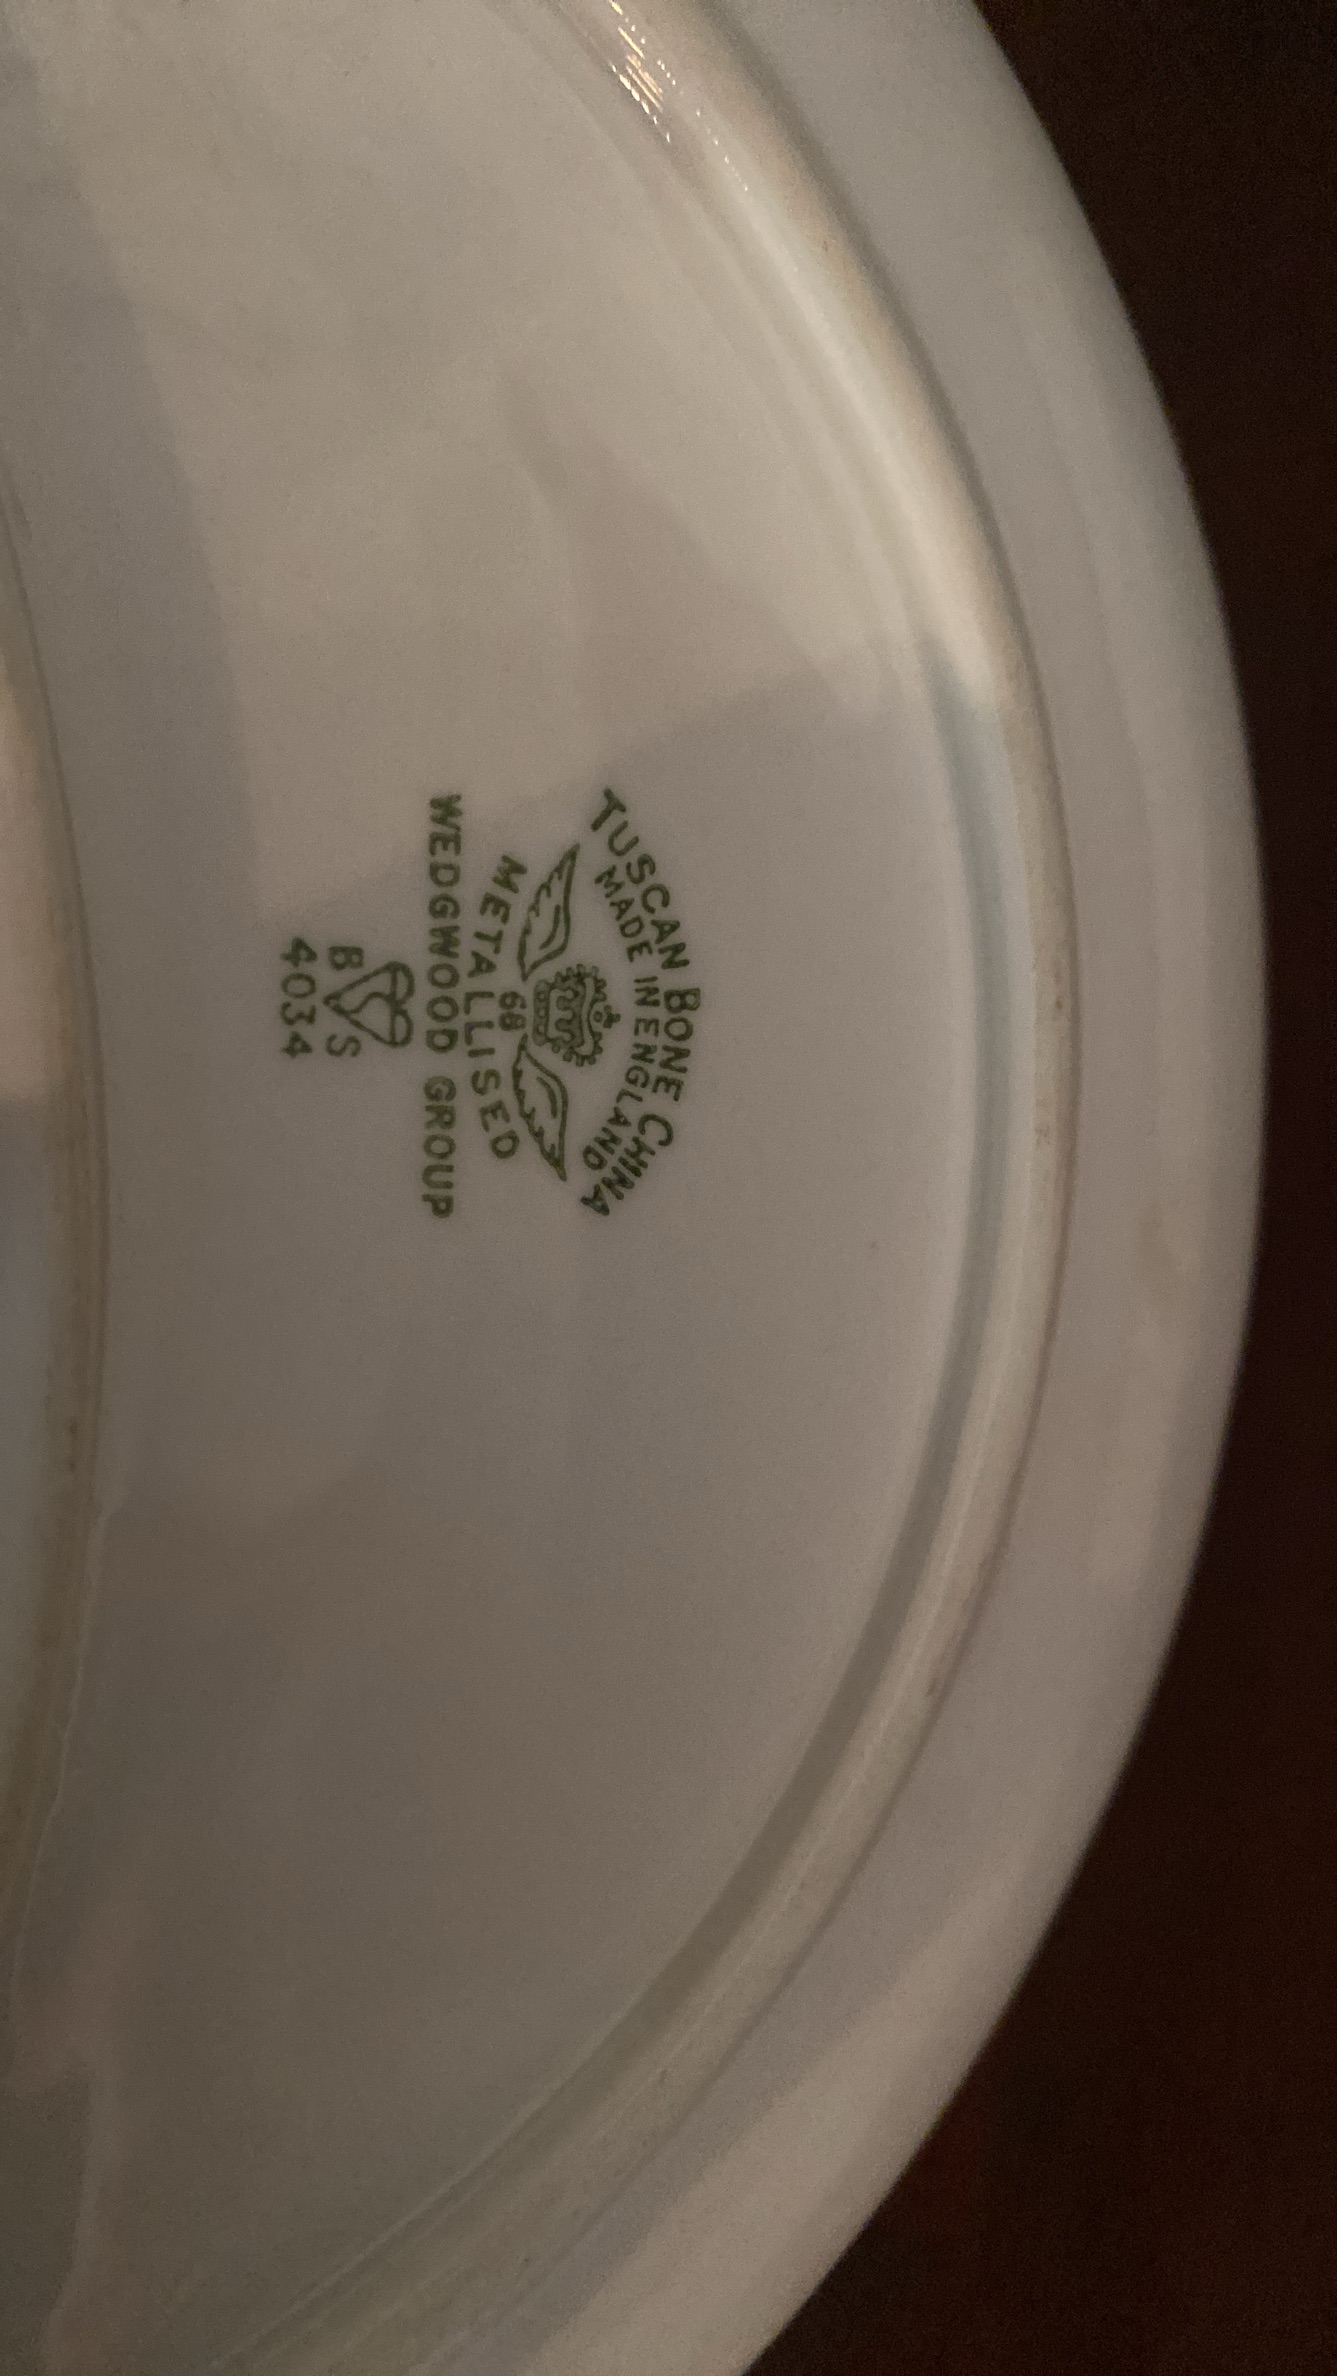 TUSCAN BONE CHINA
MADE IN ENGLAND
68
METALLISED
WEDGWOOD GROUP
B S
4034